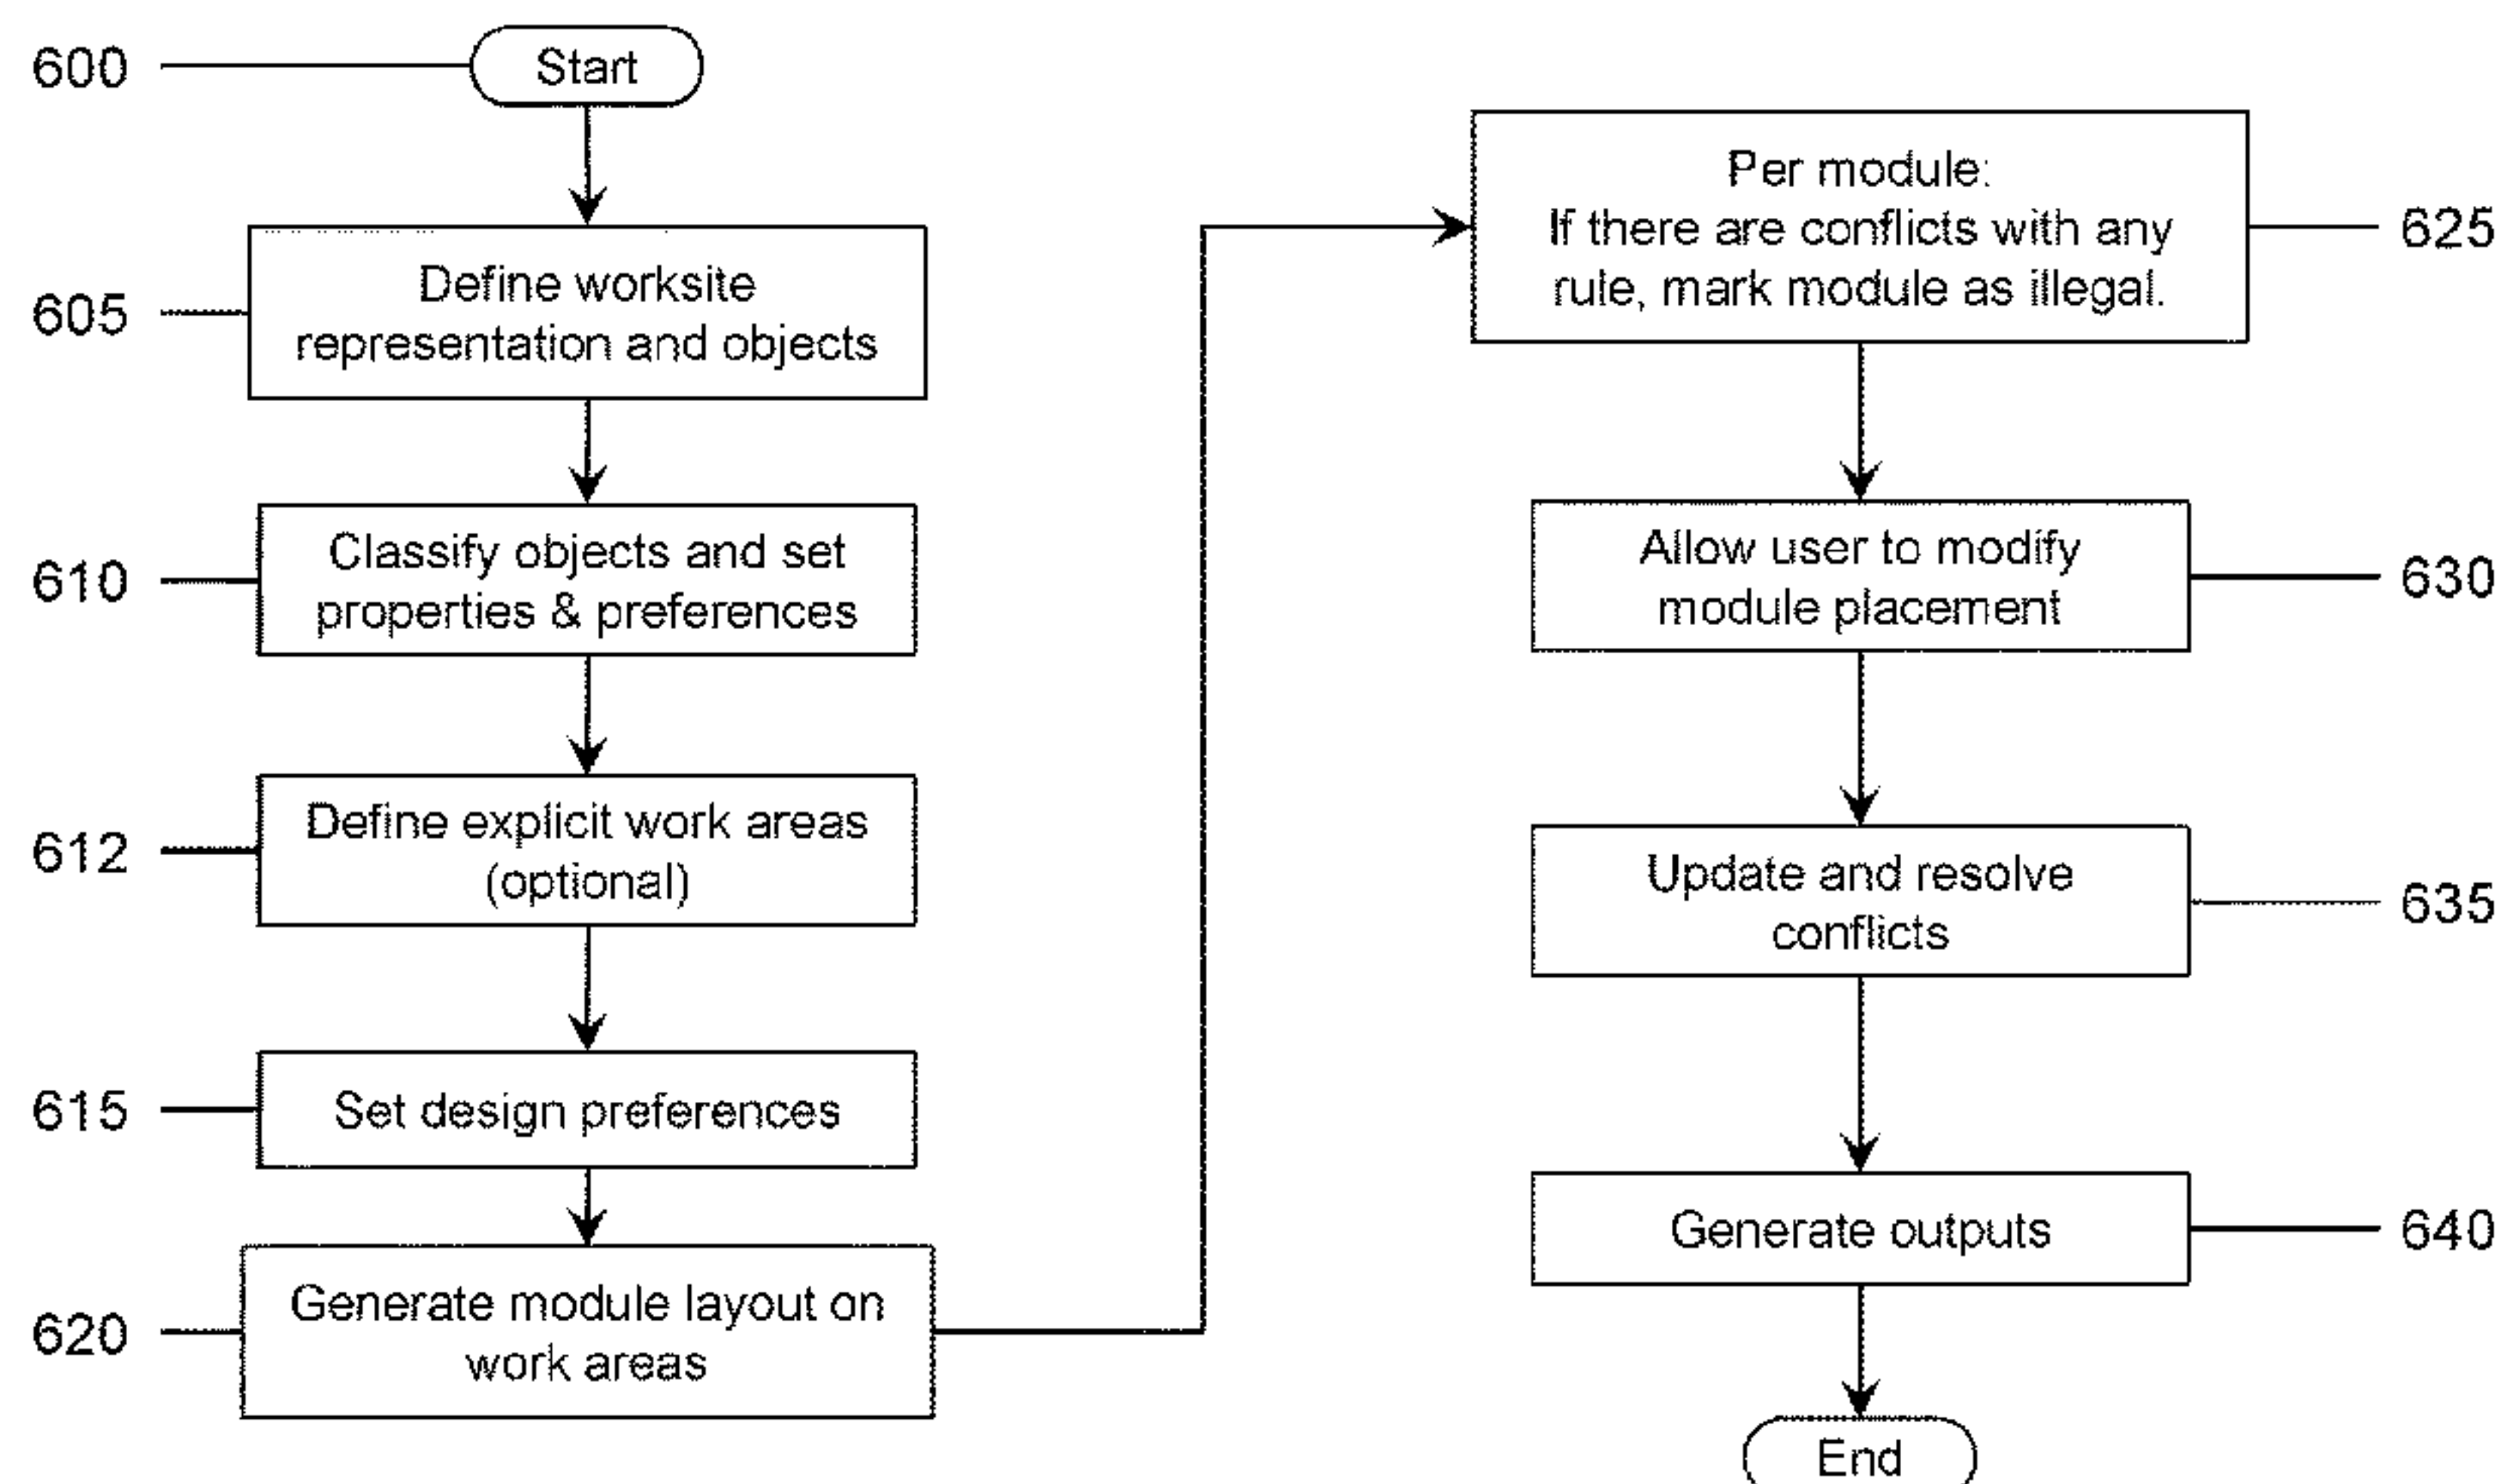 600
Start
605
Define worksite
representation and objects
610
Classify objects and set
properties & preferences
612
Define explicit work areas
(optional)
615
Set design preferences
620
Generate module layout on
work areas
Per module:
If there are conflicts with any
rule, mark module as illegal.
625
Allow user to modify
module placement
630
Update and resolve
conflicts
635
Generate outputs
640
End